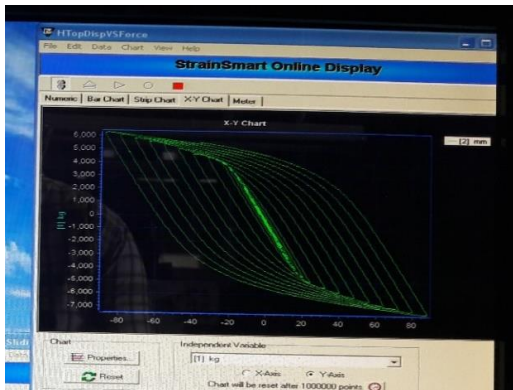 HTopDispVSForce
File Edit Data Chart View Help
StrainSmart Online Display
Numeric Bar Chart Strip Chart X-Y Chart Meter
X-Y Chart
[2] mm
6,000
5,000
4,000
3,000
2,000
1,000
0
-1,000
-2,000
-3,000
-4,000
-5,000
-6,000
-7,000
[1] kg
-80 -60 -40 -20 0 20 40 60 80
Chart
Independent Variable
Properties...
[1] kg
X-Axis Y-Axis
Reset
Chart will be reset after 1000000 points